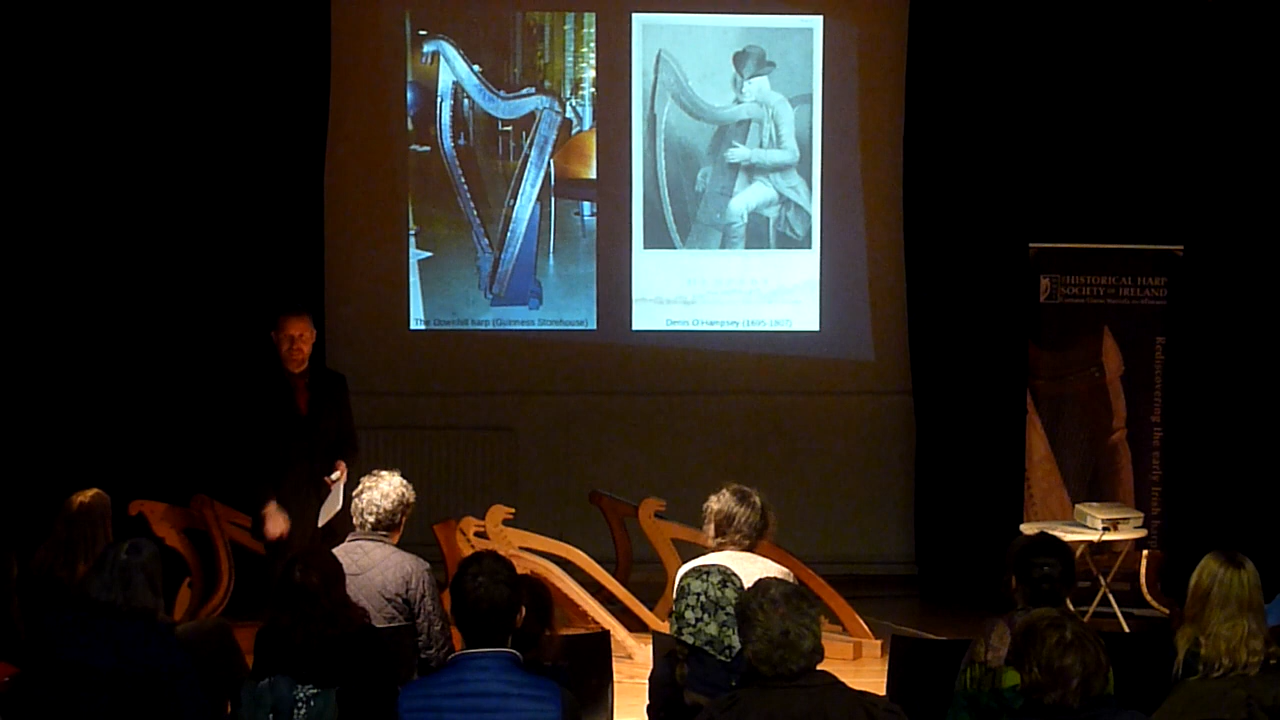 The Downhill harp (Guinness Storehouse)
Denis O'Hampsey (1695-1807)
The HISTORICAL HARP
SOCIETY of IRELAND
Rediscovering the early Irish harp